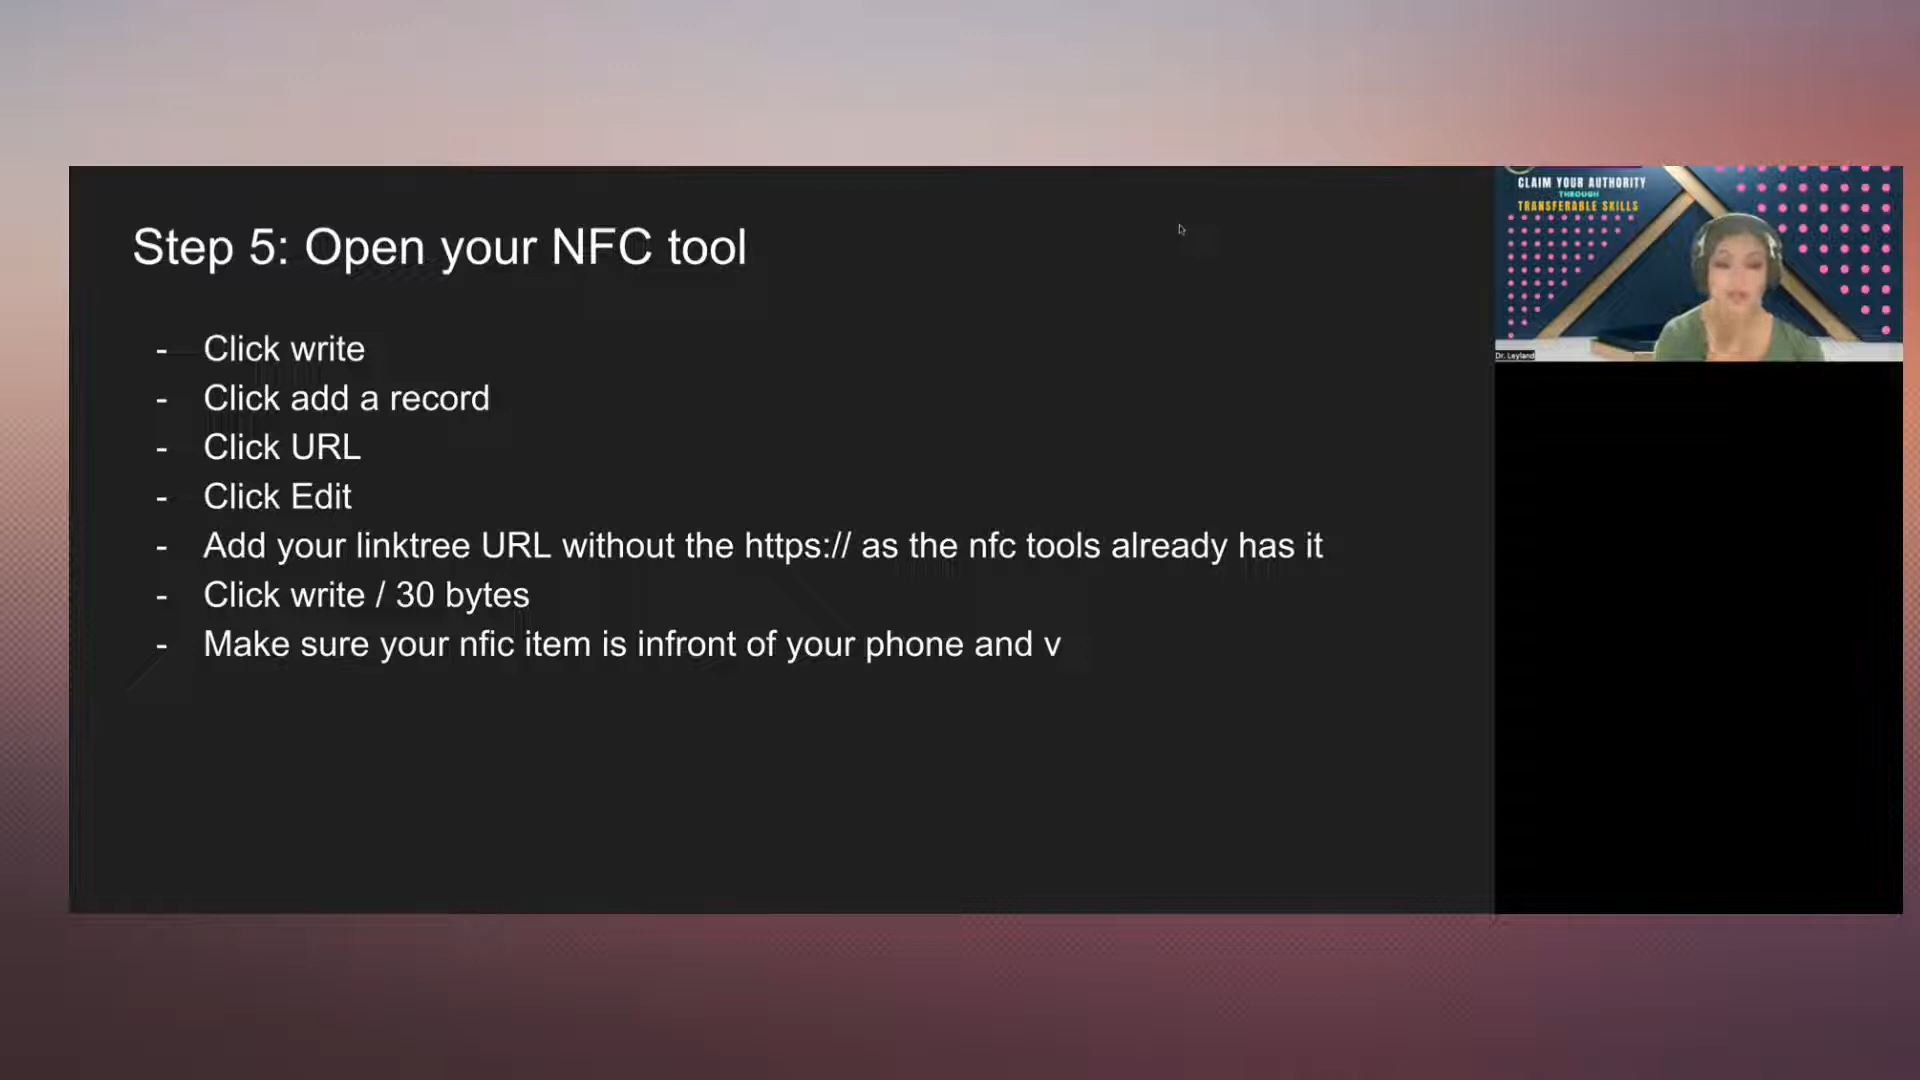 Step 5: Open your NFC tool
- Click write
- Click add a record
- Click URL
- Click Edit
- Add your linktree URL without the https:// as the nfc tools already has it
- Click write / 30 bytes
- Make sure your nfic item is infront of your phone and v
CLAIM YOUR AUTHORITY
THROUGH
TRANSFERABLE SKILLS
Dr. Leyland